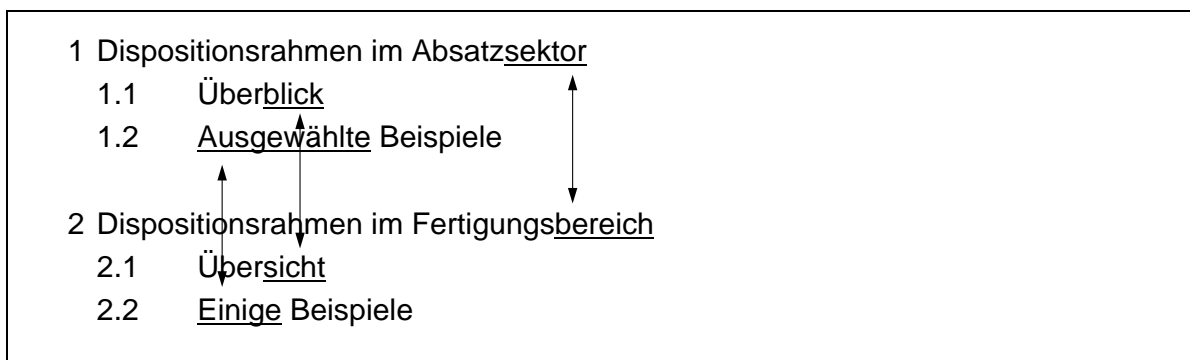 1 Dispositionsrahmen im Absatzsektor
1.1 Überblick
1.2 Ausgewählte Beispiele
2 Dispositionsrahmen im Fertigungsbereich
2.1 Übersicht
2.2 Einige Beispiele